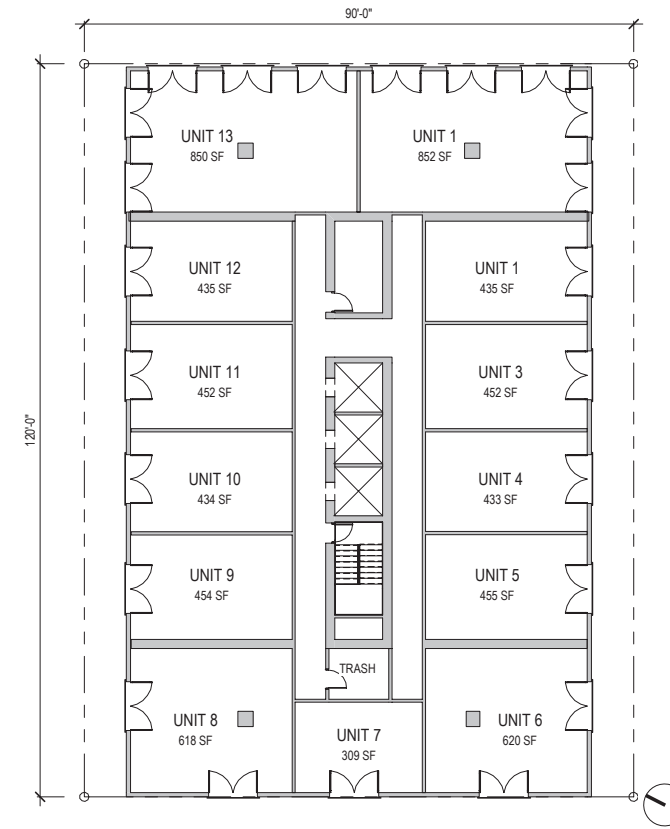 90'-0"
120'-0"
UNIT 13
850 SF
UNIT 1
852 SF
UNIT 12
435 SF
UNIT 1
435 SF
UNIT 11
452 SF
UNIT 3
452 SF
UNIT 10
434 SF
UNIT 4
433 SF
UNIT 9
454 SF
UNIT 5
455 SF
TRASH
UNIT 8
618 SF
UNIT 7
309 SF
UNIT 6
620 SF